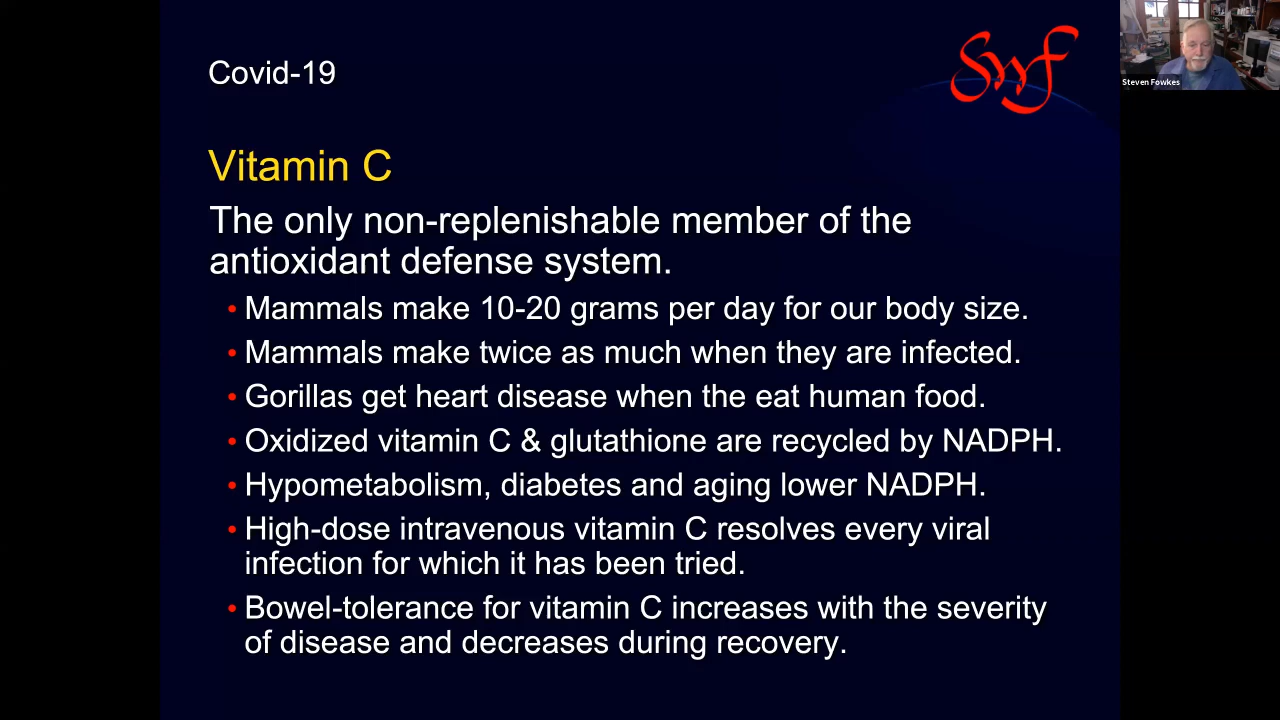 Covid-19
swf
Steven Fowkes
Vitamin C
The only non-replenishable member of the
antioxidant defense system.
• Mammals make 10-20 grams per day for our body size.
• Mammals make twice as much when they are infected.
• Gorillas get heart disease when the eat human food.
• Oxidized vitamin C & glutathione are recycled by NADPH.
• Hypometabolism, diabetes and aging lower NADPH.
• High-dose intravenous vitamin C resolves every viral
infection for which it has been tried.
• Bowel-tolerance for vitamin C increases with the severity
of disease and decreases during recovery.